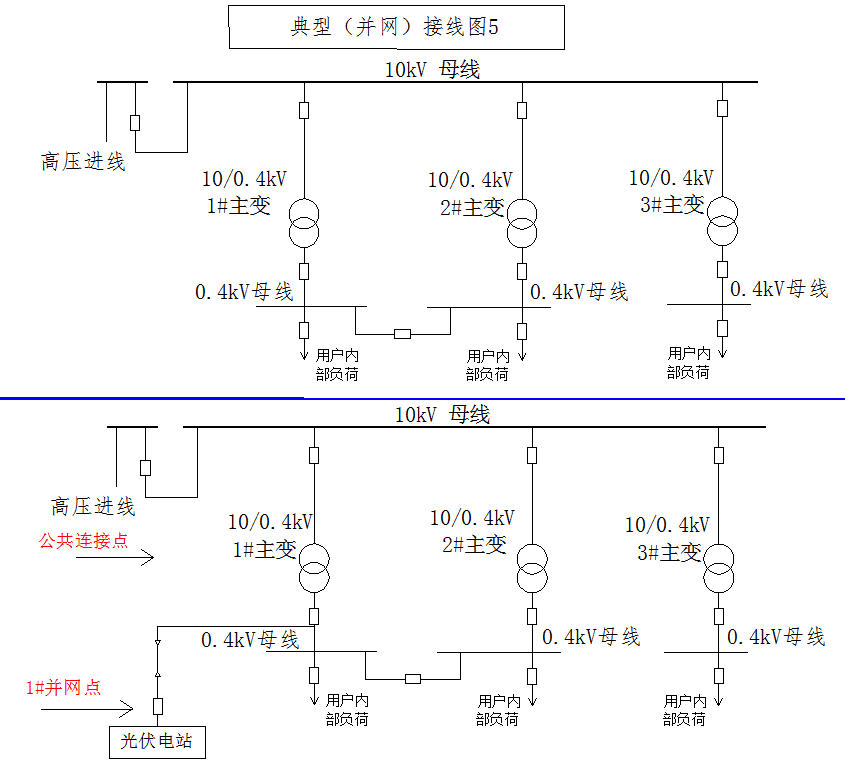 典型（并网）接线图5
10kV 母线
高压进线
10/0.4kV
1#主变
10/0.4kV
2#主变
10/0.4kV
3#主变
0.4kV母线
0.4kV母线
0.4kV母线
用户内
部负荷
用户内
部负荷
用户内
部负荷
10kV 母线
高压进线
公共连接点
10/0.4kV
1#主变
10/0.4kV
2#主变
10/0.4kV
3#主变
0.4kV母线
0.4kV母线
0.4kV母线
1#并网点
用户内
部负荷
用户内
部负荷
用户内
部负荷
光伏电站